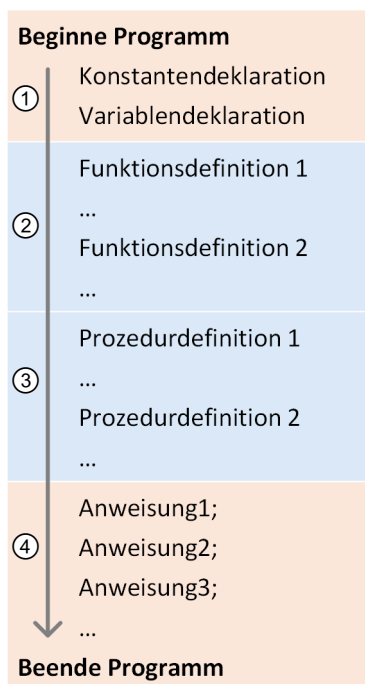 Beginne Programm
① Konstantendeklaration
Variablendeklaration
② Funktionsdefinition 1
...
Funktionsdefinition 2
...
③ Prozedurdefinition 1
...
Prozedurdefinition 2
...
④ Anweisung1;
Anweisung2;
Anweisung3;
...
Beende Programm